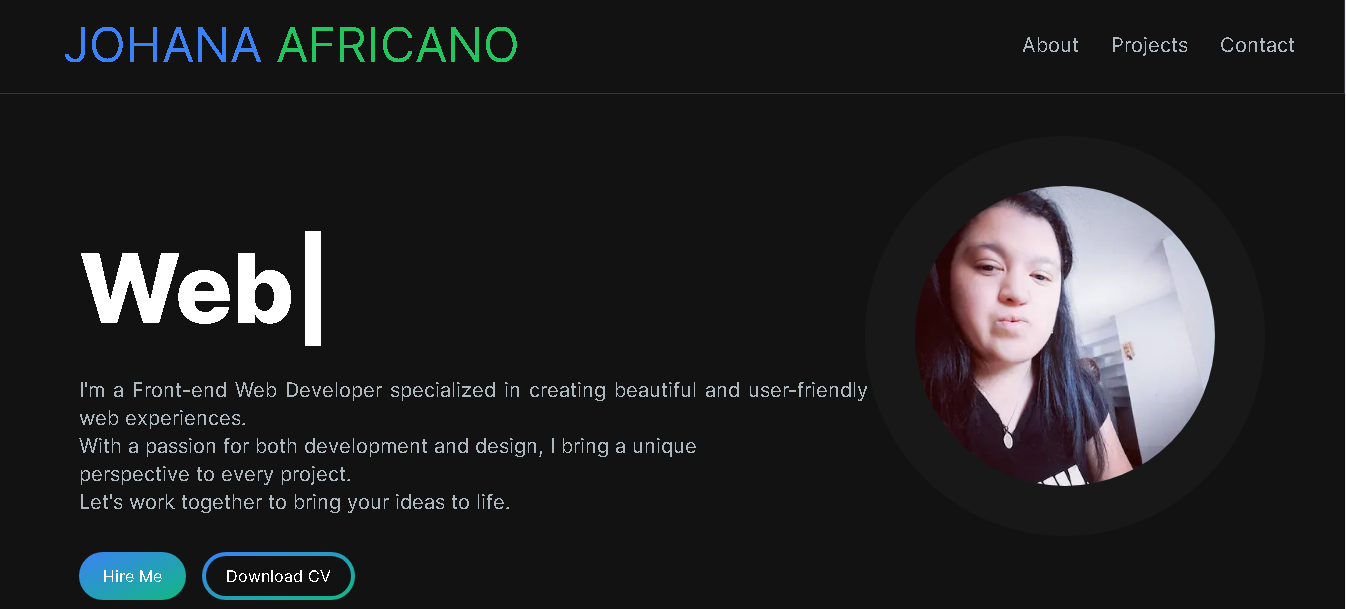 JOHANA AFRICANO
About Projects Contact
Web
I'm a Front-end Web Developer specialized in creating beautiful and user-friendly
web experiences.
With a passion for both development and design, I bring a unique
perspective to every project.
Let's work together to bring your ideas to life.
Hire Me Download CV